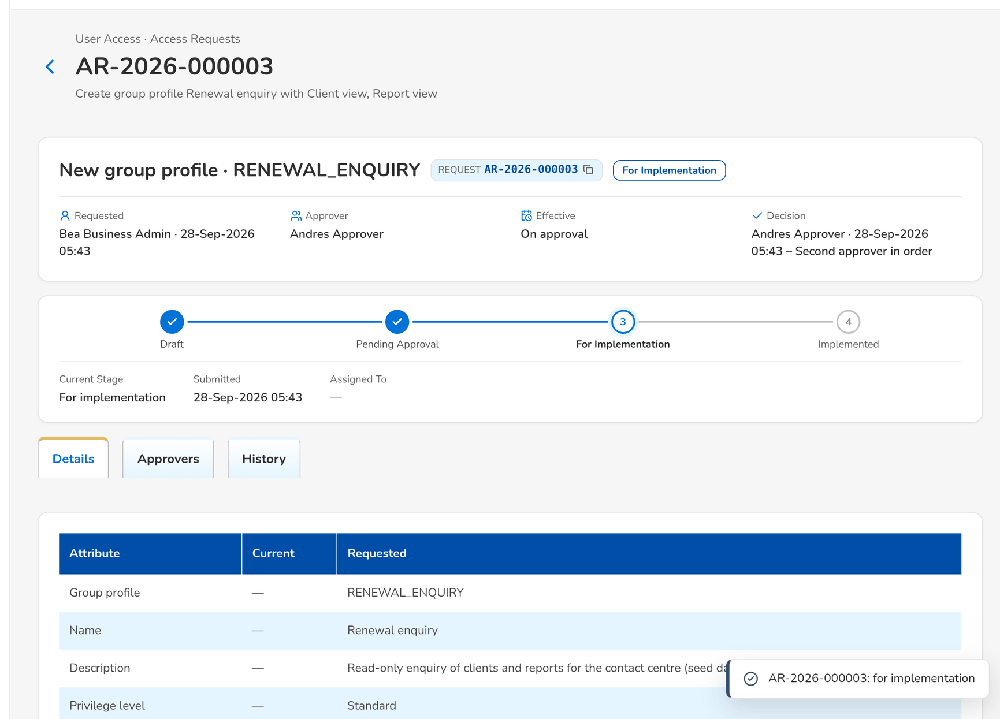 User Access · Access Requests
AR-2026-000003
Create group profile Renewal enquiry with Client view, Report view
New group profile · RENEWAL_ENQUIRY
REQUEST AR-2026-000003
For Implementation
Requested
Bea Business Admin · 28-Sep-2026
05:43
Approver
Andres Approver
Effective
On approval
Decision
Andres Approver · 28-Sep-2026
05:43 – Second approver in order
3
4
Draft
Pending Approval
For Implementation
Implemented
Current Stage
For implementation
Submitted
28-Sep-2026 05:43
Assigned To
—
Details
Approvers
History
Attribute
Current
Requested
Group profile
—
RENEWAL_ENQUIRY
Name
—
Renewal enquiry
Description
—
Read-only enquiry of clients and reports for the contact centre (seed
Privilege level
—
Standard
AR-2026-000003: for implementation